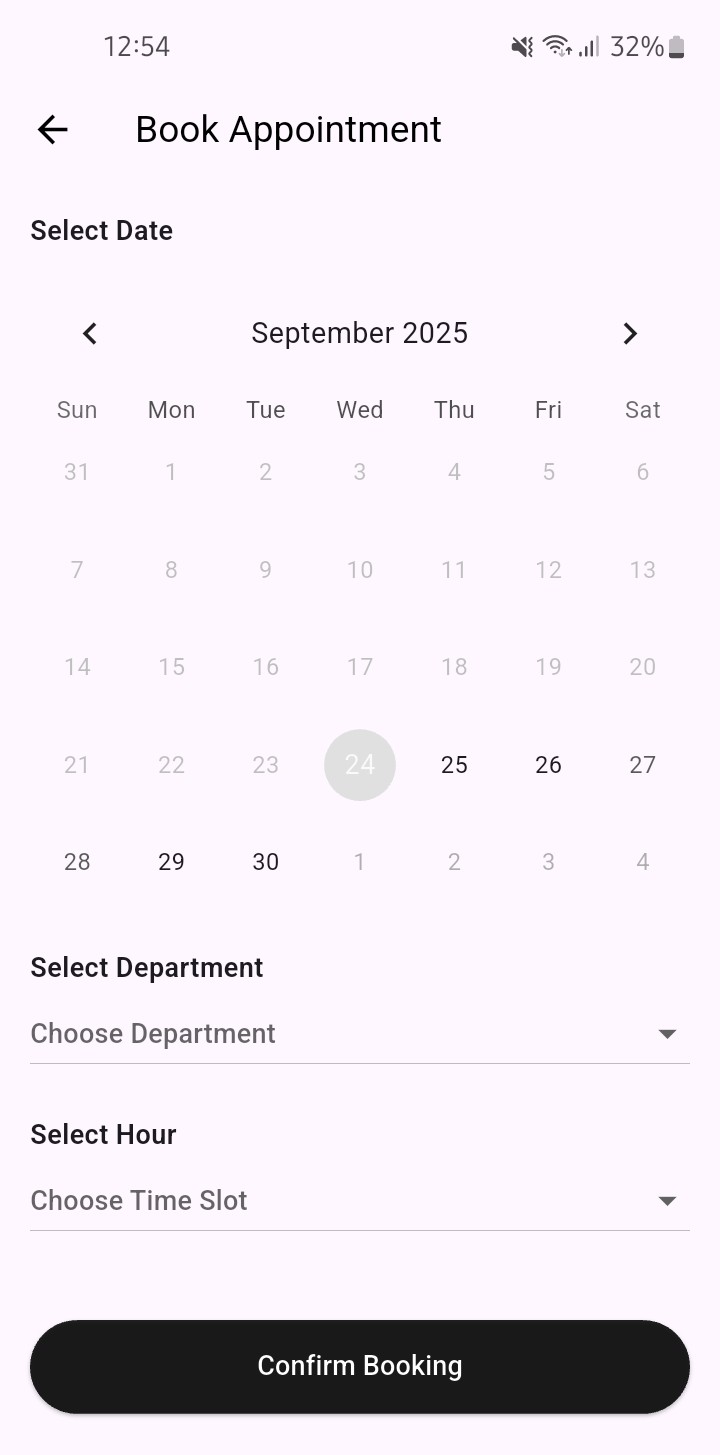 12:54 32%
Book Appointment
Select Date
September 2025
Sun Mon Tue Wed Thu Fri Sat
31 1 2 3 4 5 6
7 8 9 10 11 12 13
14 15 16 17 18 19 20
21 22 23 24 25 26 27
28 29 30 1 2 3 4
Select Department
Choose Department
Select Hour
Choose Time Slot
Confirm Booking